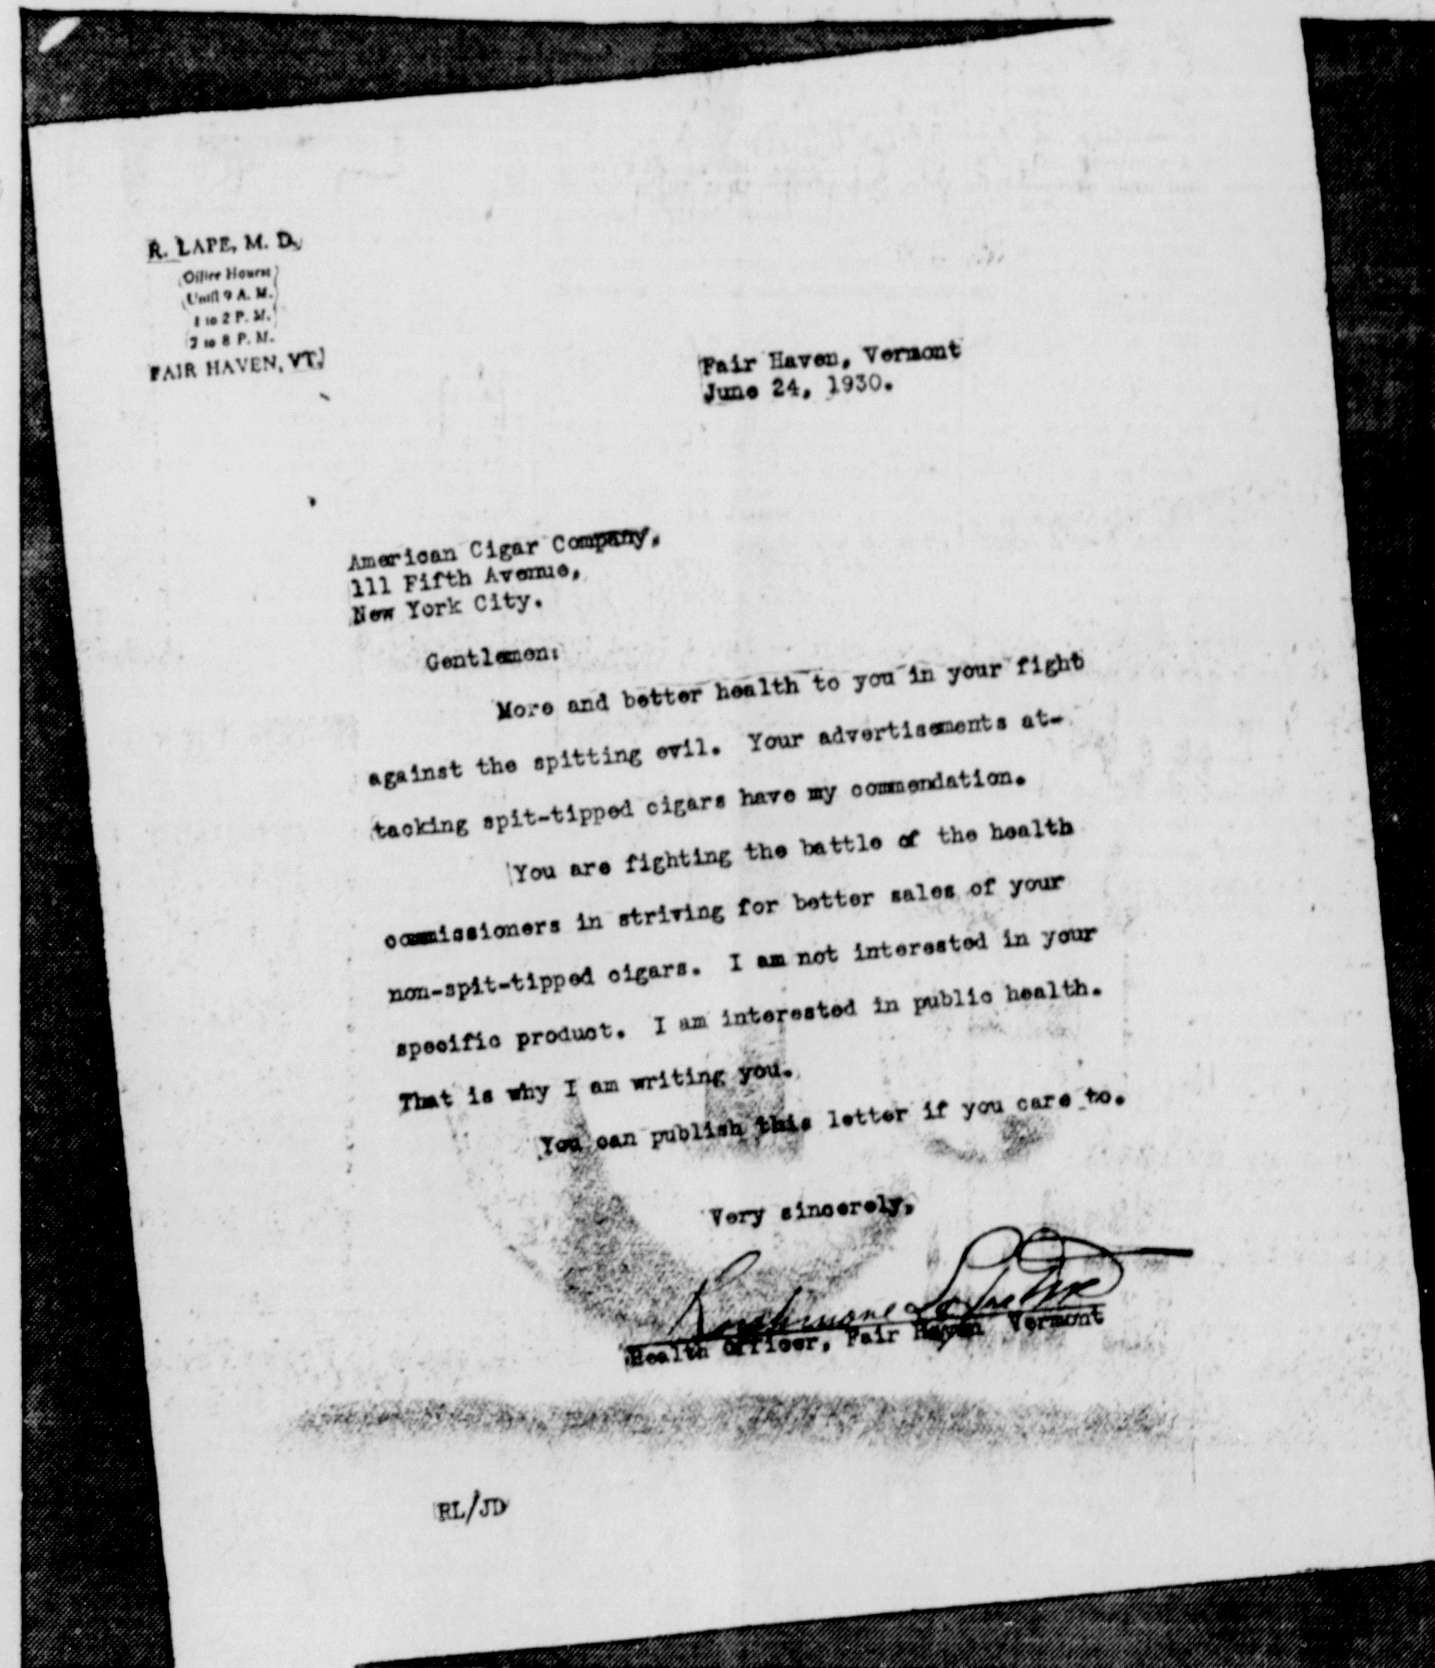 R. LAPE, M. D.
Office Hours
Until 9 A. M.
1 to 2 P. M.
7 to 8 P. M.
FAIR HAVEN, VT.
Fair Haven, Vermont
June 24, 1930.
American Cigar Company,
111 Fifth Avenue,
New York City.
Gentlemen:
More and better health to you in your fight
against the spitting evil. Your advertisements at-
tacking spit-tipped cigars have my commendation.
You are fighting the battle of the health
commissioners in striving for better sales of your
non-spit-tipped cigars. I am not interested in your
specific product. I am interested in public health.
That is why I am writing you.
You can publish this letter if you care to.
Very sincerely,
Health Officer, Fair Haven Vermont
RL/JD